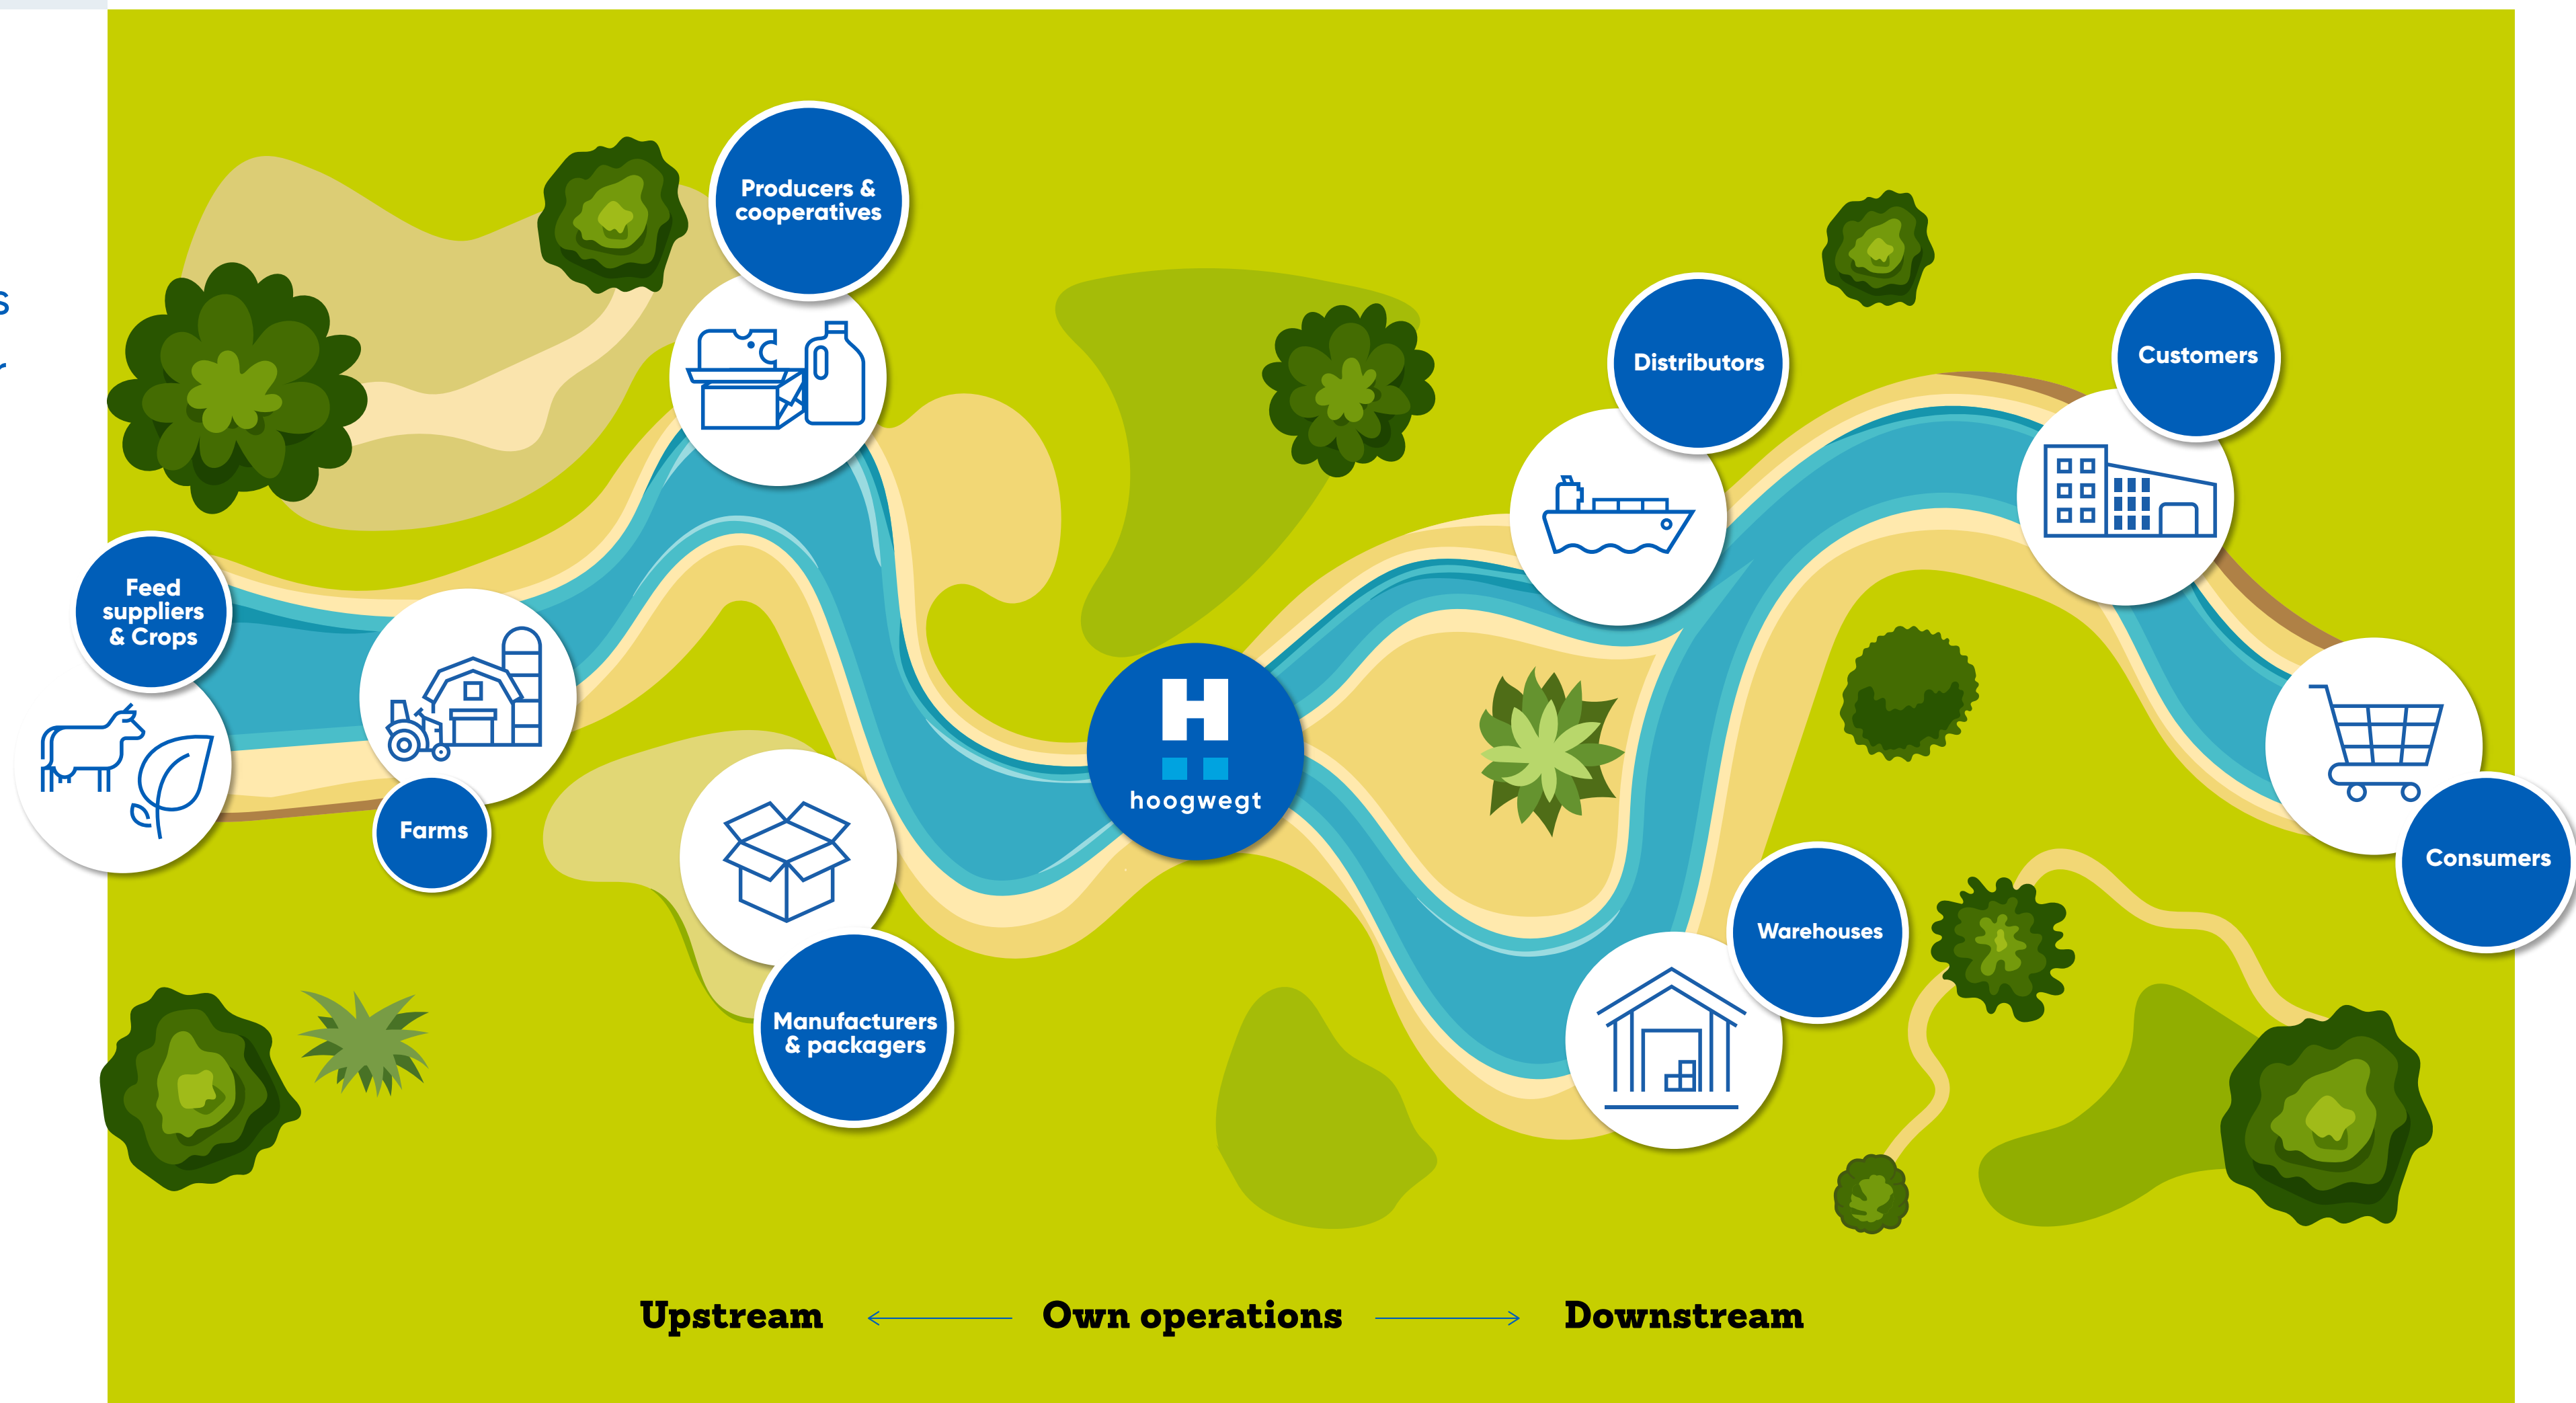 s
r
Producers &
cooperatives
Distributors
Customers
Feed
suppliers
& Crops
Farms
hoogwegt
Consumers
Warehouses
Manufacturers
& packagers
Upstream
Own operations
Downstream